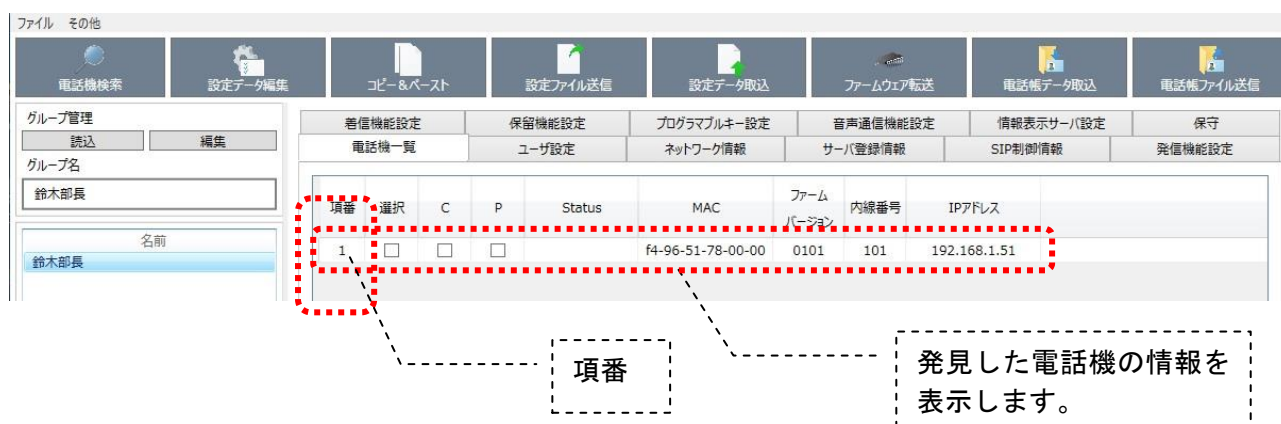 ファイル その他
電話機検索 設定データ編集 コピー&ペースト 設定ファイル送信 設定データ取込 ファームウェア転送 電話帳データ取込 電話帳ファイル送信
グループ管理
読込 編集
グループ名
鈴木部長
名前
鈴木部長
着信機能設定 保留機能設定 プログラマブルキー設定 音声通信機能設定 情報表示サーバ設定 保守
電話機一覧 ユーザ設定 ネットワーク情報 サーバ登録情報 SIP制御情報 発信機能設定
項番 選択 C P Status MAC ファーム 内線番号 IPアドレス
バージョン
1 f4-96-51-78-00-00 0101 101 192.168.1.51
項番
発見した電話機の情報を
表示します。